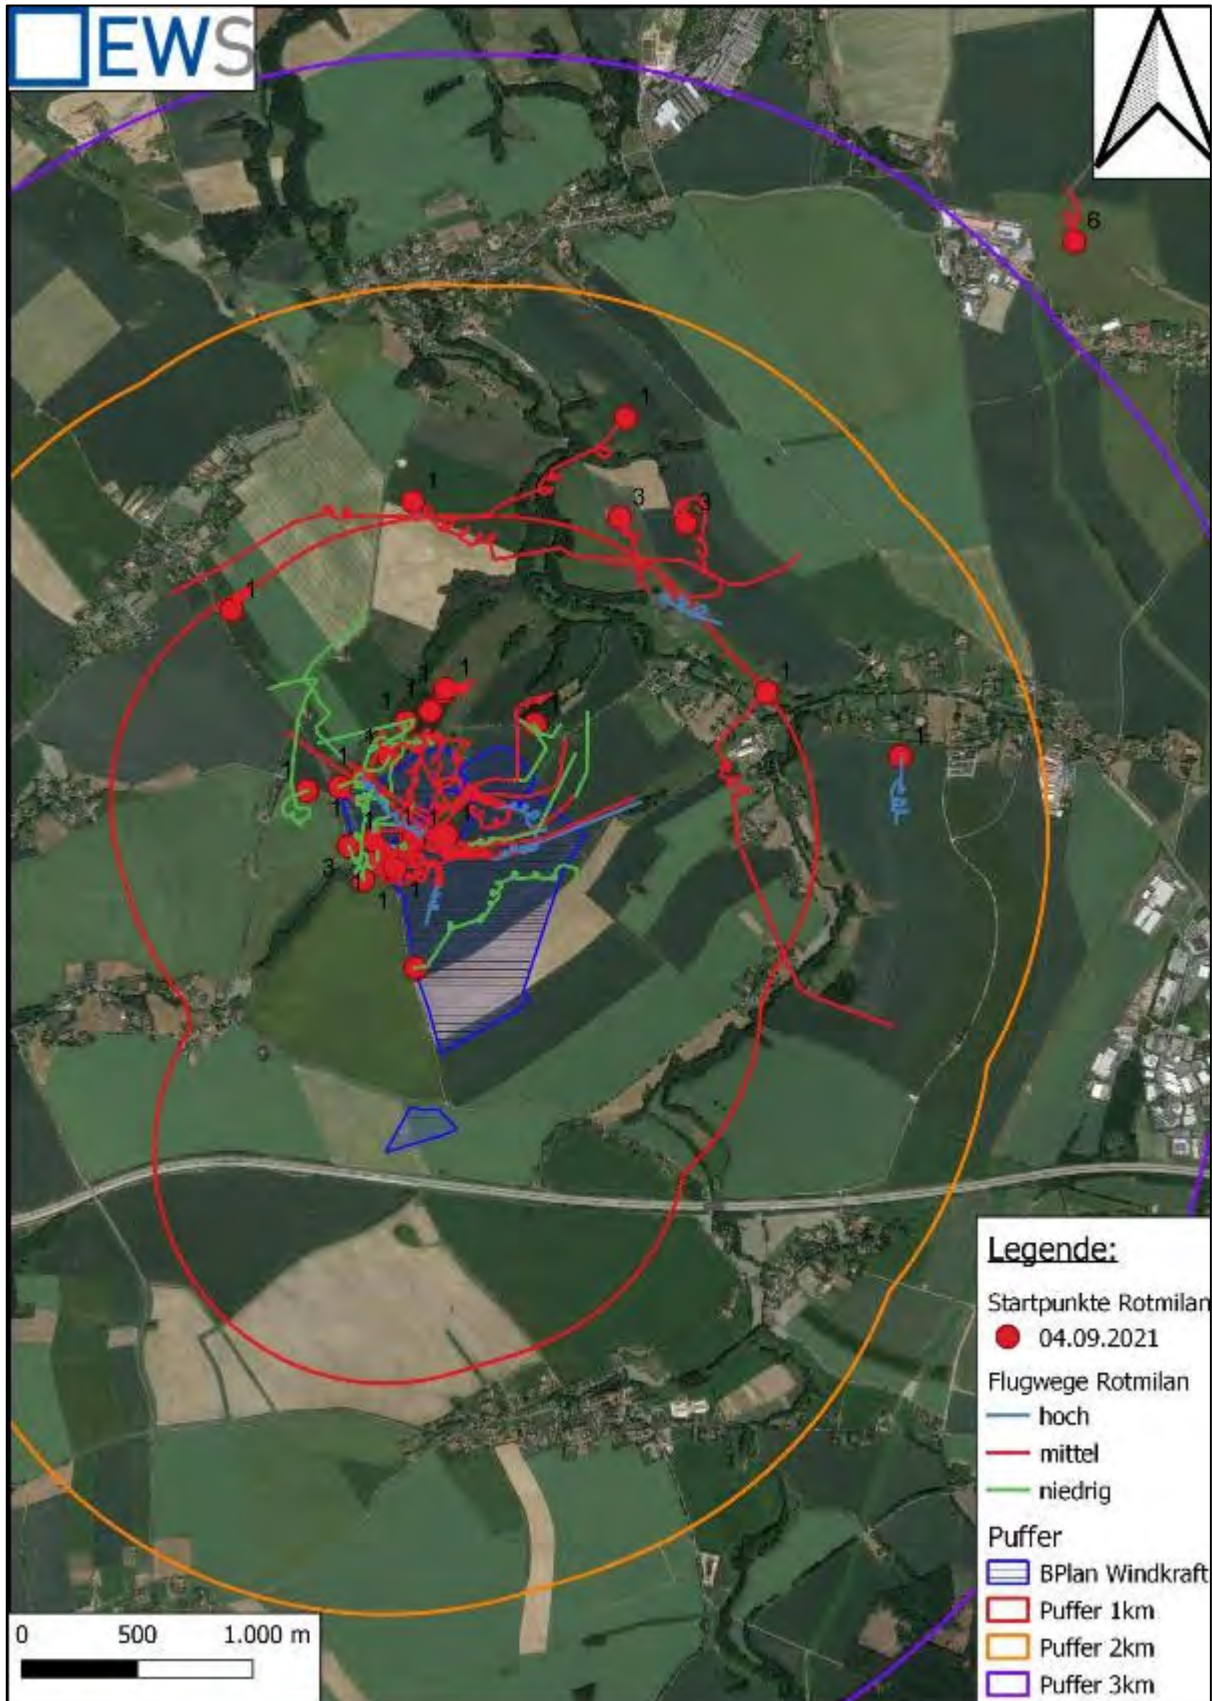 EWS
6
1
1
3
3
1
1
1
1
1
1
1
1
1
1
1
1
1
1
3
1
1
1
Legende:
Startpunkte Rotmilan
04.09.2021
Flugwege Rotmilan
hoch
mittel
niedrig
Puffer
BPlan Windkraft
Puffer 1km
Puffer 2km
Puffer 3km
0 500 1.000 m